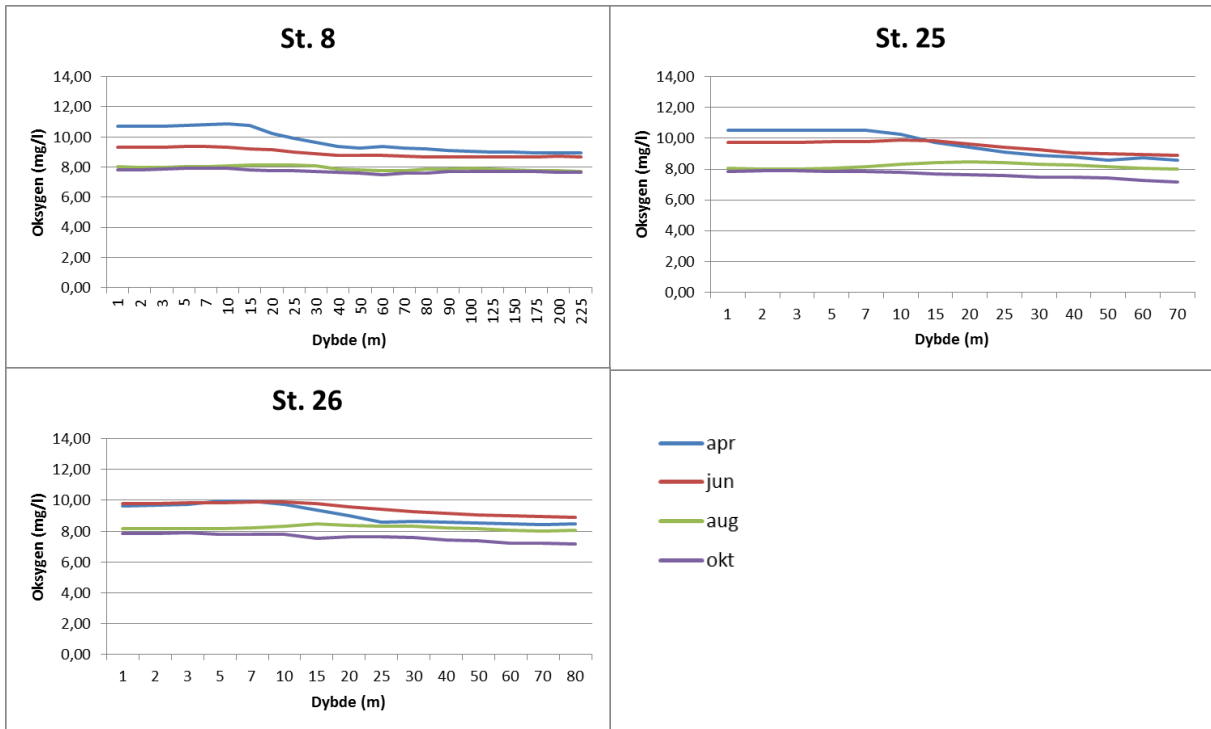 St. 8
14,00
12,00
10,00
8,00
6,00
4,00
2,00
0,00
Oksygen (mg/l)
1 2 3 5 7 10 15 20 25 30 40 50 60 70 80 90 100 125 150 175 200 225
Dybde (m)
St. 25
14,00
12,00
10,00
8,00
6,00
4,00
2,00
0,00
Oksygen (mg/l)
1 2 3 5 7 10 15 20 25 30 40 50 60 70
Dybde (m)
St. 26
14,00
12,00
10,00
8,00
6,00
4,00
2,00
0,00
Oksygen (mg/l)
1 2 3 5 7 10 15 20 25 30 40 50 60 70 80
Dybde (m)
apr
jun
aug
okt